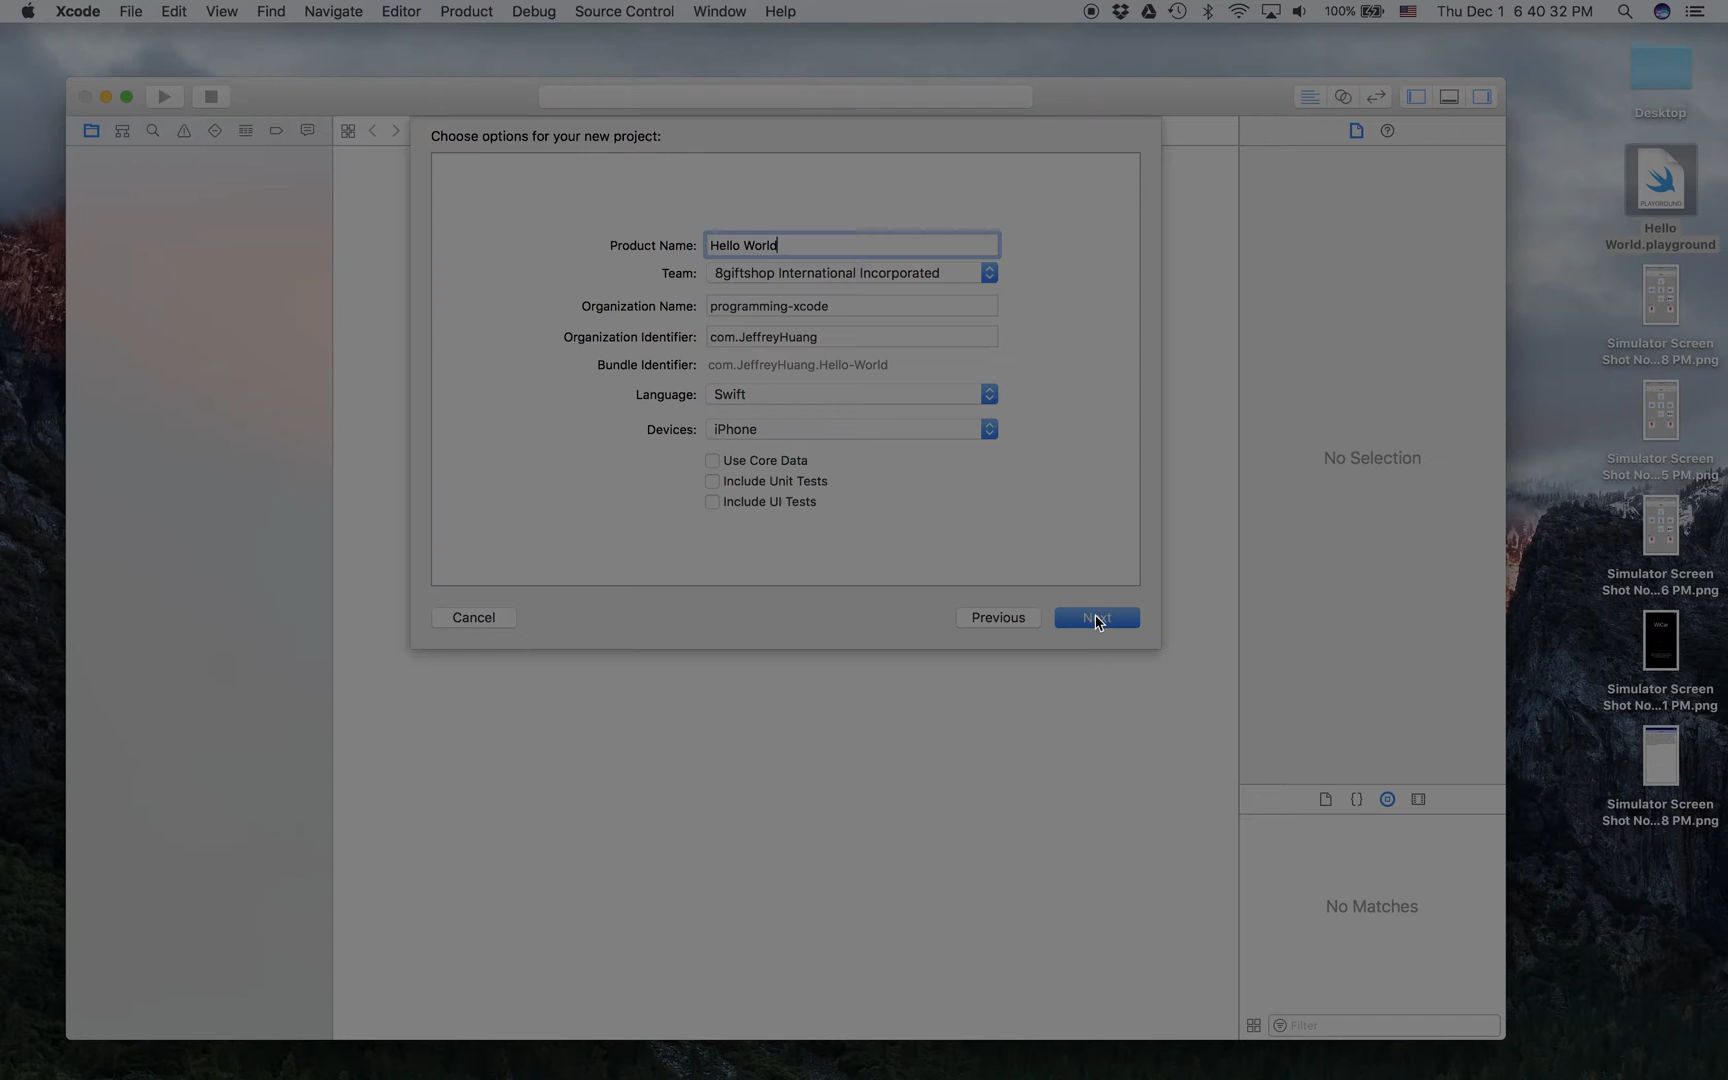 Xcode File Edit View Find Navigate Editor Product Debug Source Control Window Help 100% Thu Dec 1 6 40 32 PM
Choose options for your new project:
Product Name: Hello World
Team: 8giftshop International Incorporated
Organization Name: programming-xcode
Organization Identifier: com.JeffreyHuang
Bundle Identifier: com.JeffreyHuang.Hello-World
Language: Swift
Devices: iPhone
Use Core Data
Include Unit Tests
Include UI Tests
Cancel Previous Next
No Selection
No Matches
Filter
Desktop
PLAYGROUND
Hello
World.playground
Simulator Screen
Shot No...8 PM.png
Simulator Screen
Shot No...5 PM.png
Simulator Screen
Shot No...6 PM.png
WiCar
Simulator Screen
Shot No...1 PM.png
Simulator Screen
Shot No...8 PM.png